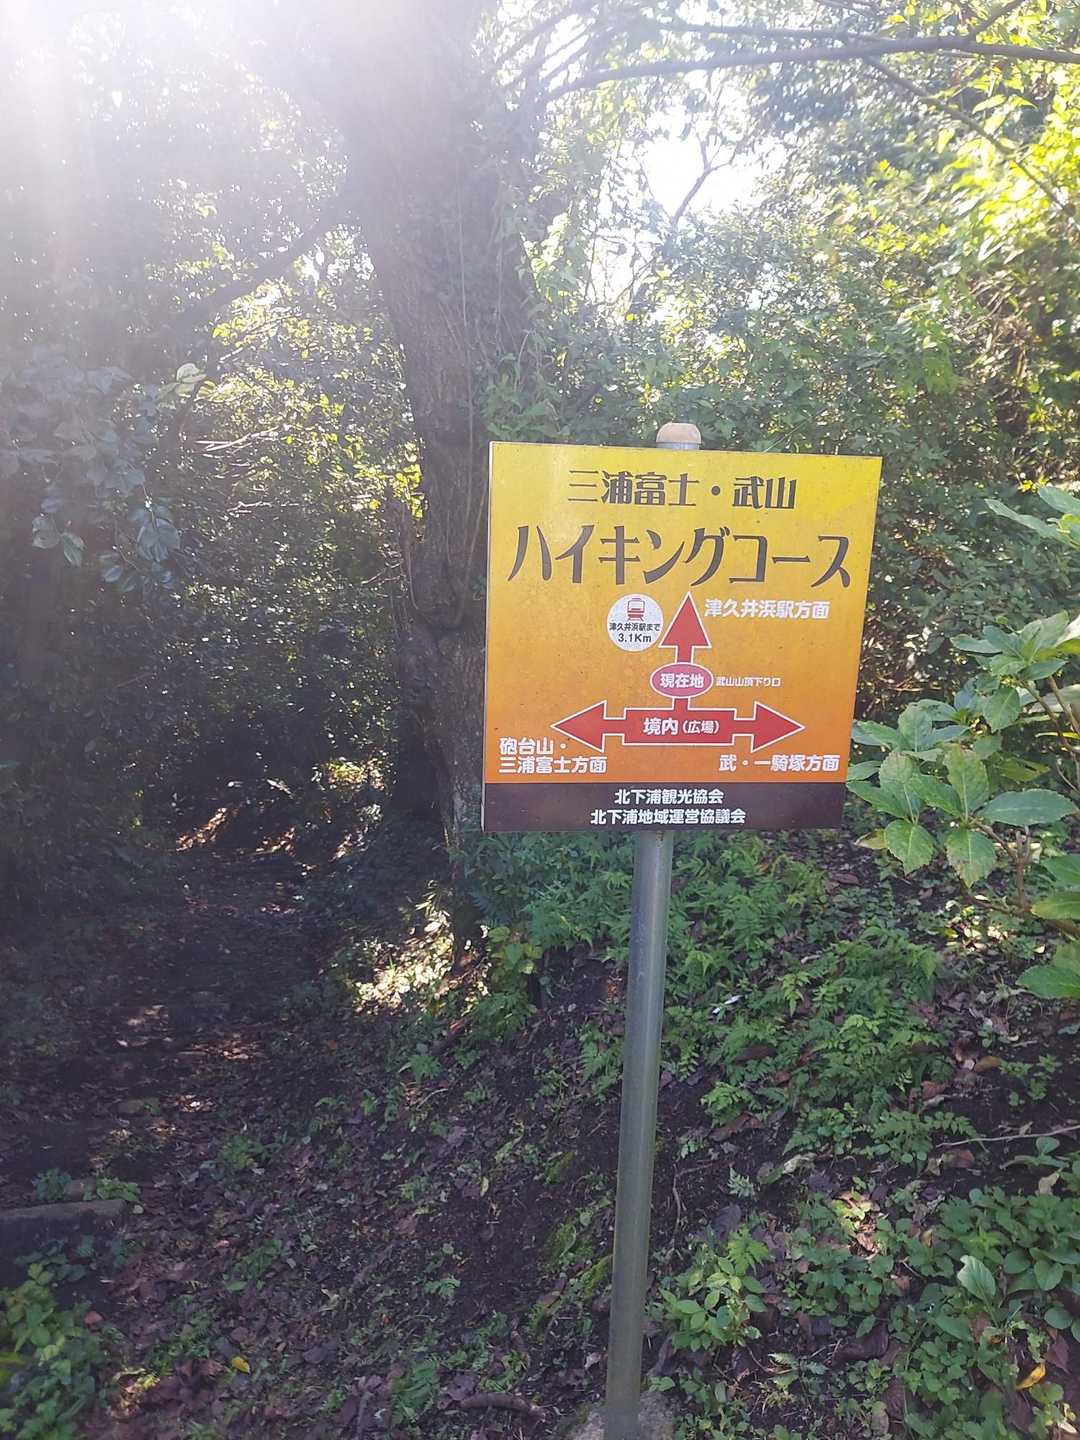 三浦富士・武山
ハイキングコース
津久井浜駅方面
津久井浜駅まで
3.1Km
現在地
武山山頂下り口
境内（広場）
砲台山・
三浦富士方面
武・一騎塚方面
北下浦観光協会
北下浦地域運営協議会